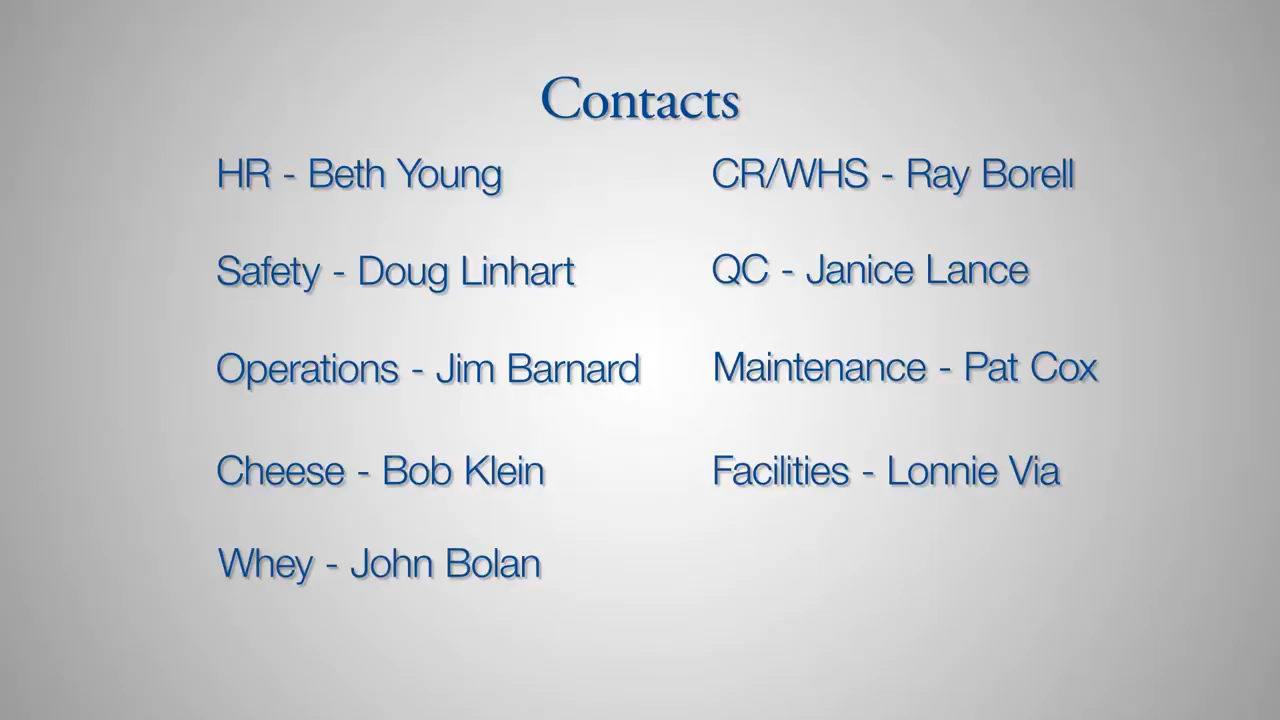 Contacts
HR - Beth Young
CR/WHS - Ray Borell
Safety - Doug Linhart
QC - Janice Lance
Operations - Jim Barnard
Maintenance - Pat Cox
Cheese - Bob Klein
Facilities - Lonnie Via
Whey - John Bolan